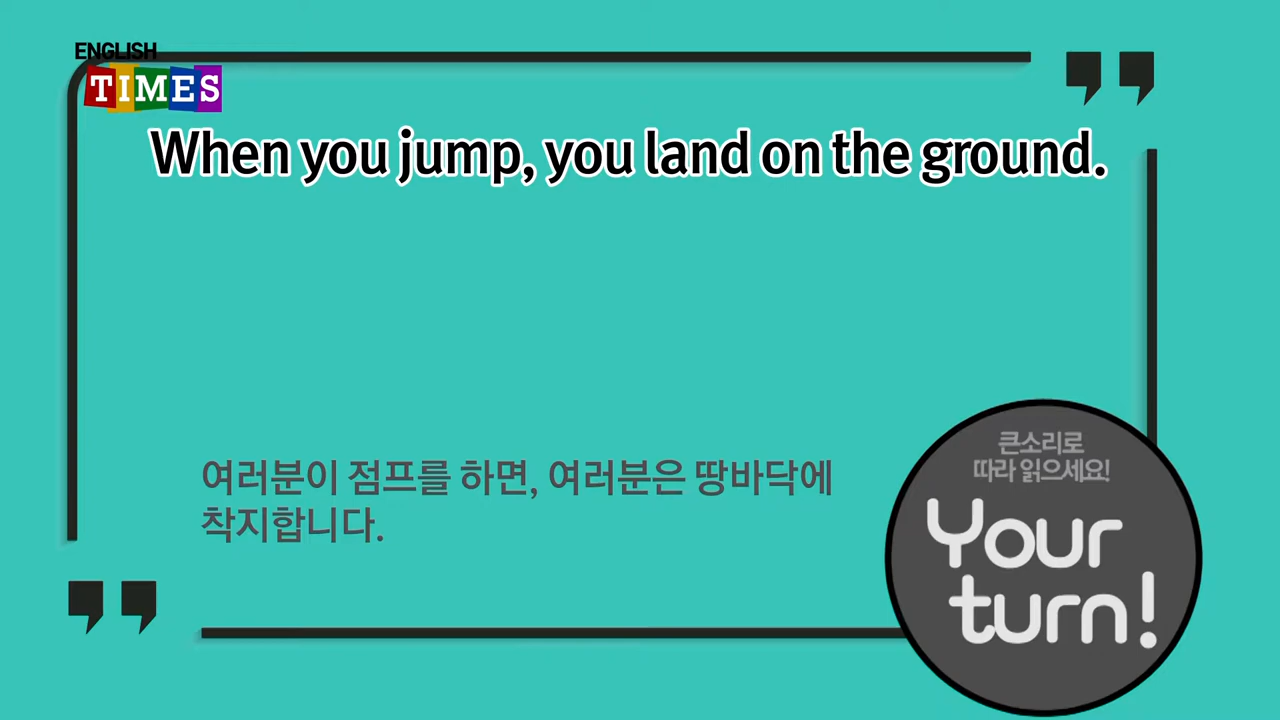 ENGLISH
TIMES
When you jump, you land on the ground.
여러분이 점프를 하면, 여러분은 땅바닥에
착지합니다.
큰소리로
따라 읽으세요!
Your
turn!